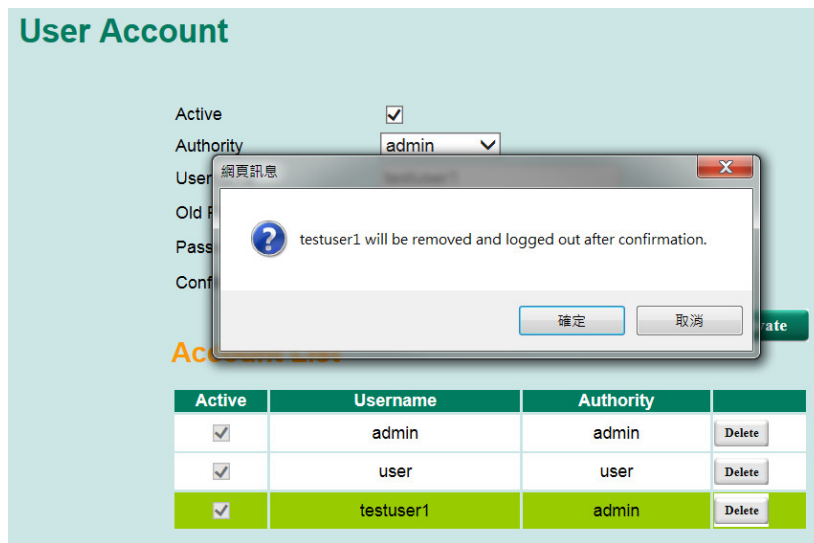 User Account
Active
Authority
admin
網頁訊息
User
testuser1 will be removed and logged out after confirmation.
Old
Pass
Conf
確定
取消
Account List
Active Username Authority
admin admin Delete
user user Delete
testuser1 admin Delete